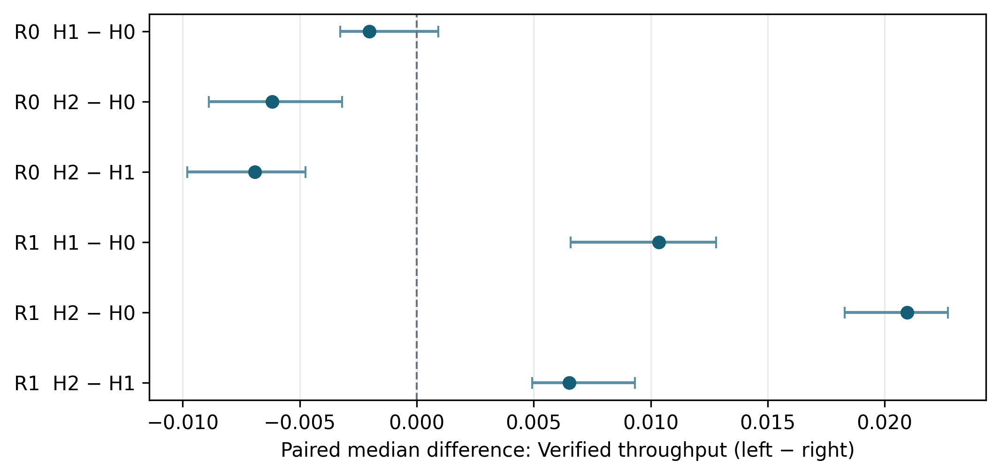 R0  H1 − H0
R0  H2 − H0
R0  H2 − H1
R1  H1 − H0
R1  H2 − H0
R1  H2 − H1
−0.010 −0.005 0.000 0.005 0.010 0.015 0.020
Paired median difference: Verified throughput (left − right)